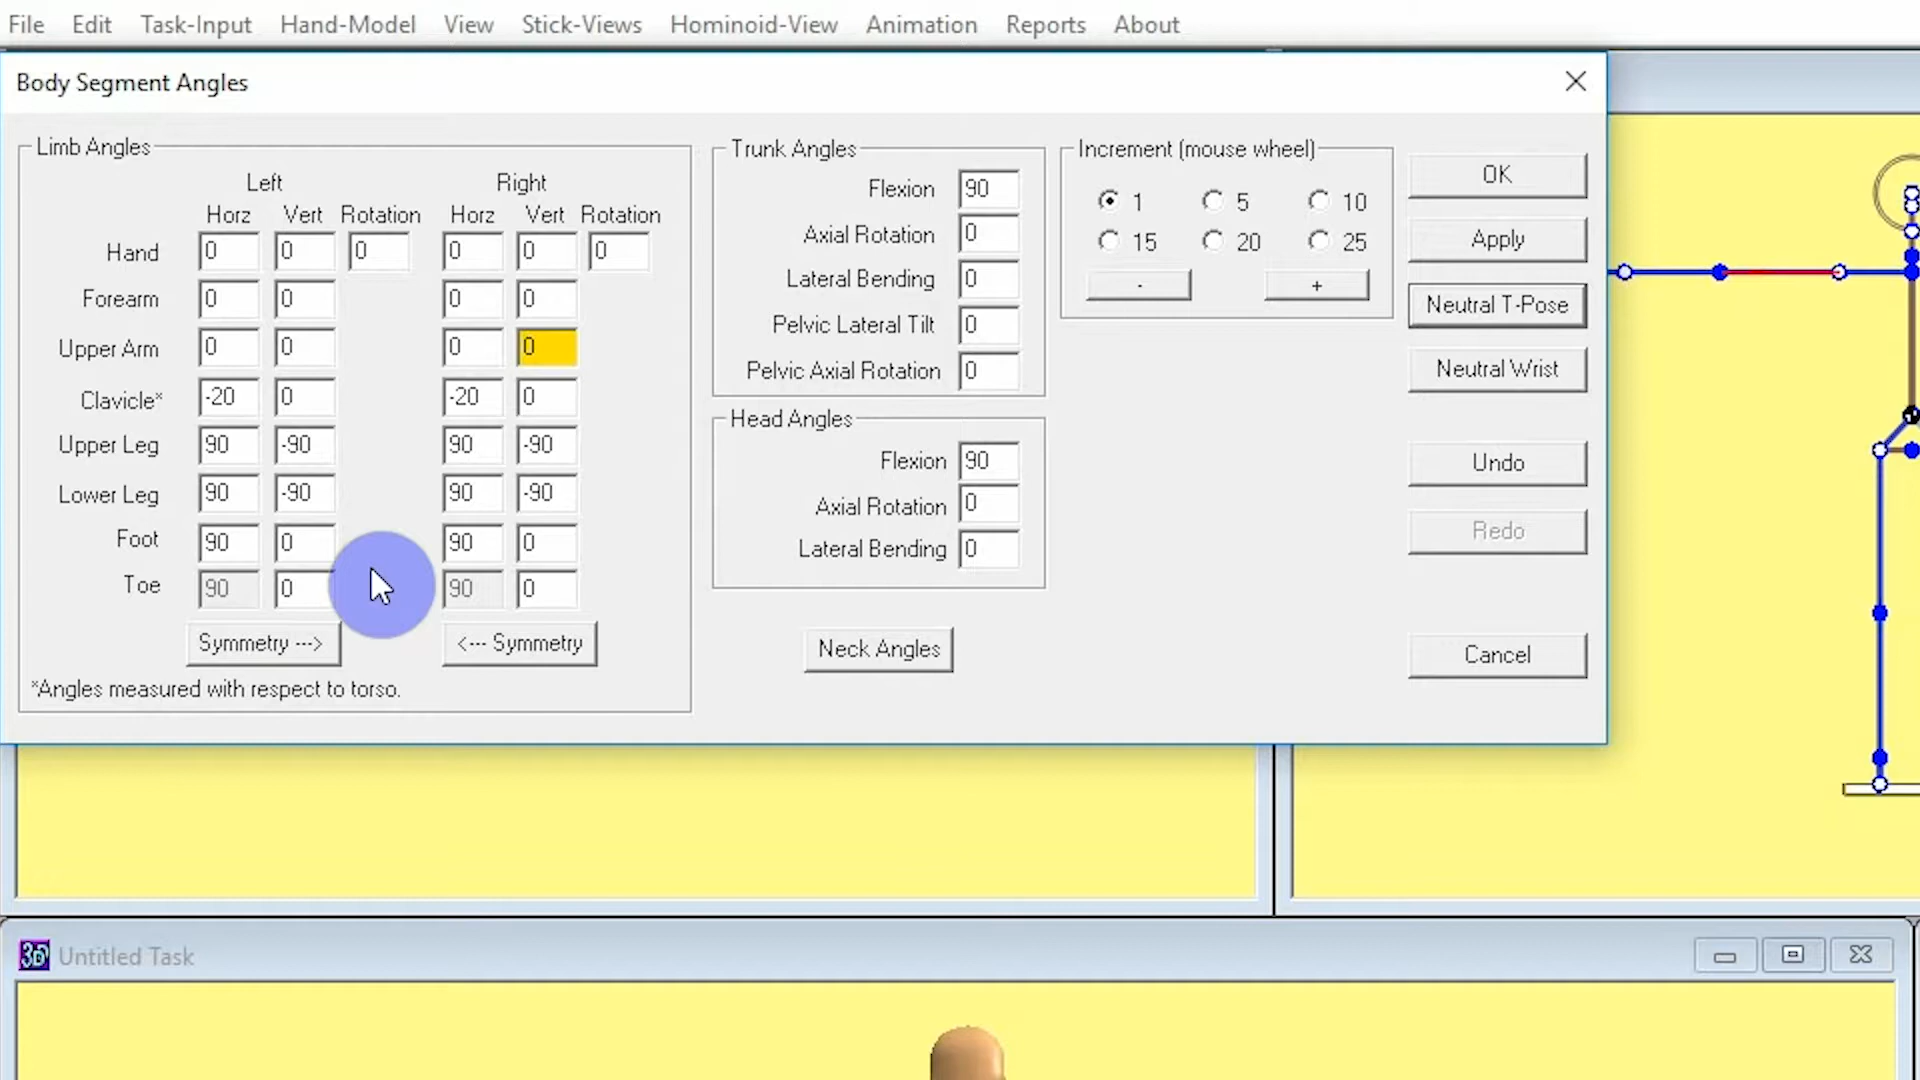 File Edit Task-Input Hand-Model View Stick-Views Hominoid-View Animation Reports About
Body Segment Angles
Limb Angles
Left Right
Horz Vert Rotation Horz Vert Rotation
Hand 0 0 0 0 0 0
Forearm 0 0 0 0
Upper Arm 0 0 0 0
Clavicle* -20 0 -20 0
Upper Leg 90 -90 90 -90
Lower Leg 90 -90 90 -90
Foot 90 0 90 0
Toe 90 0 90 0
Symmetry ---> <--- Symmetry
*Angles measured with respect to torso.
Trunk Angles
Flexion 90
Axial Rotation 0
Lateral Bending 0
Pelvic Lateral Tilt 0
Pelvic Axial Rotation 0
Head Angles
Flexion 90
Axial Rotation 0
Lateral Bending 0
Neck Angles
Increment (mouse wheel)
1 5 10
15 20 25
- +
OK
Apply
Neutral T-Pose
Neutral Wrist
Undo
Redo
Cancel
3D Untitled Task